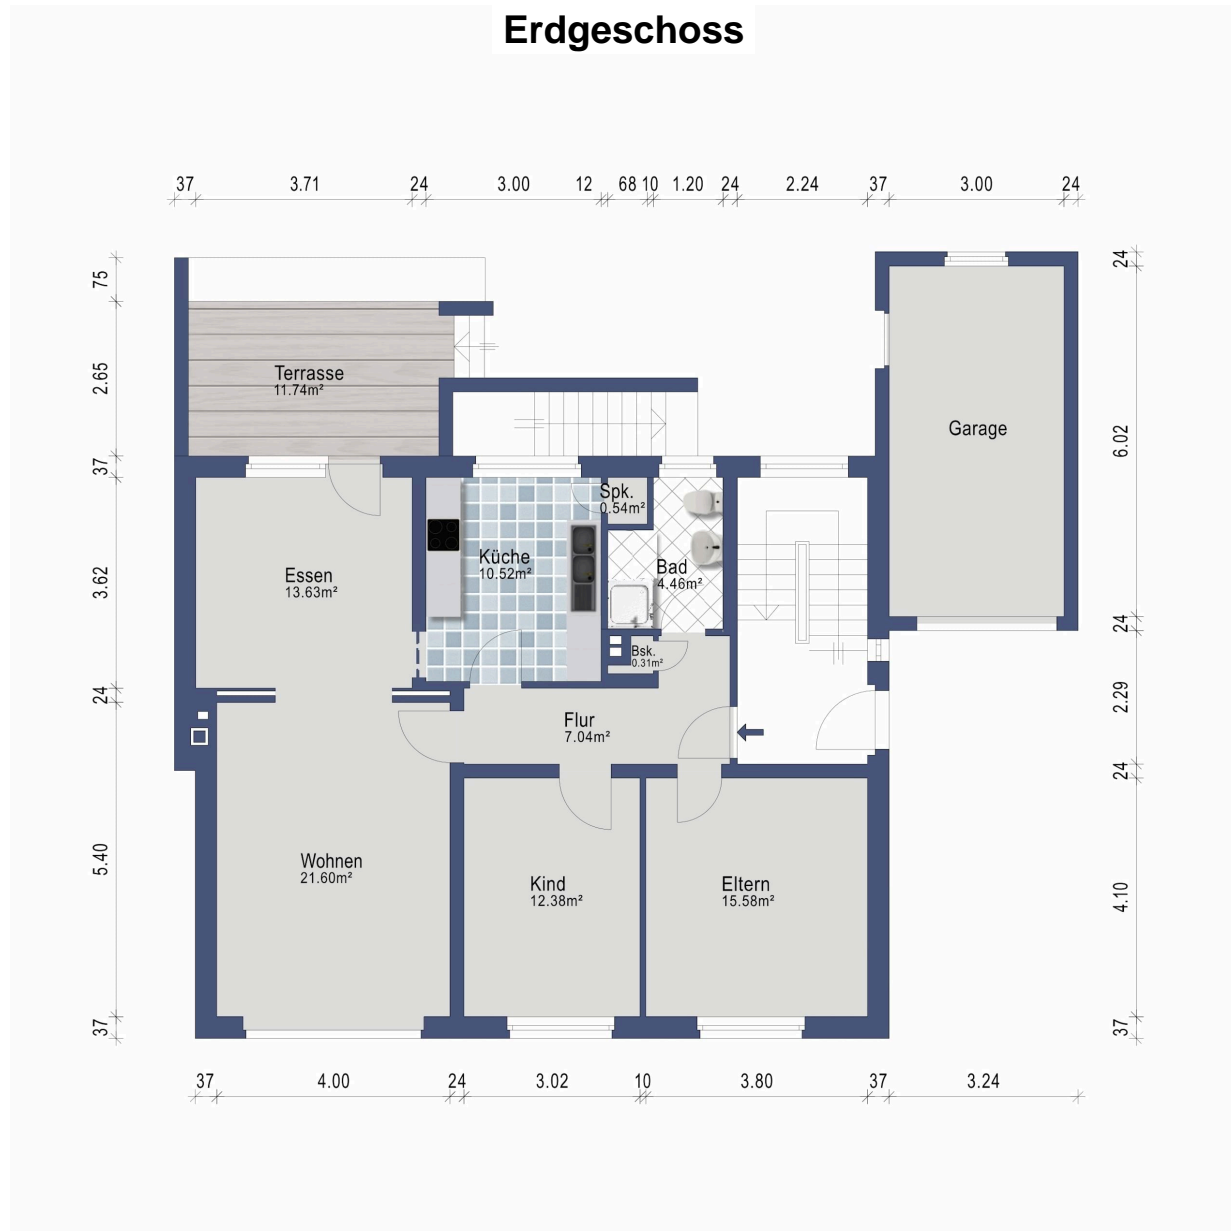 Erdgeschoss
37 3.71 24 3.00 12 68 10 1.20 24 2.24 37 3.00 24
75
2.65
37
3.62
24
5.40
37
24
6.02
24
2.29
24
4.10
37
Terrasse
11.74m²
Garage
Spk.
0.54m²
Küche
10.52m²
Bad
4.46m²
Essen
13.63m²
Bsk.
0.31m²
Flur
7.04m²
Wohnen
21.60m²
Kind
12.38m²
Eltern
15.58m²
37 4.00 24 3.02 10 3.80 37 3.24